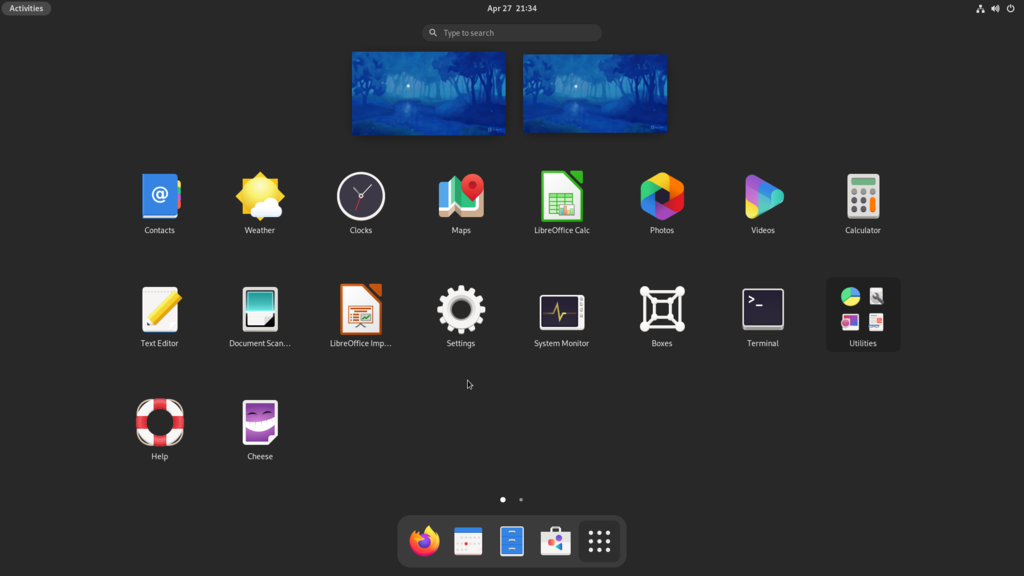 Activities
Apr 27 21:34
Type to search
Contacts
Weather
Clocks
Maps
LibreOffice Calc
Photos
Videos
Calculator
Text Editor
Document Scan...
LibreOffice Imp...
Settings
System Monitor
Boxes
>_
Terminal
Utilities
Help
Cheese